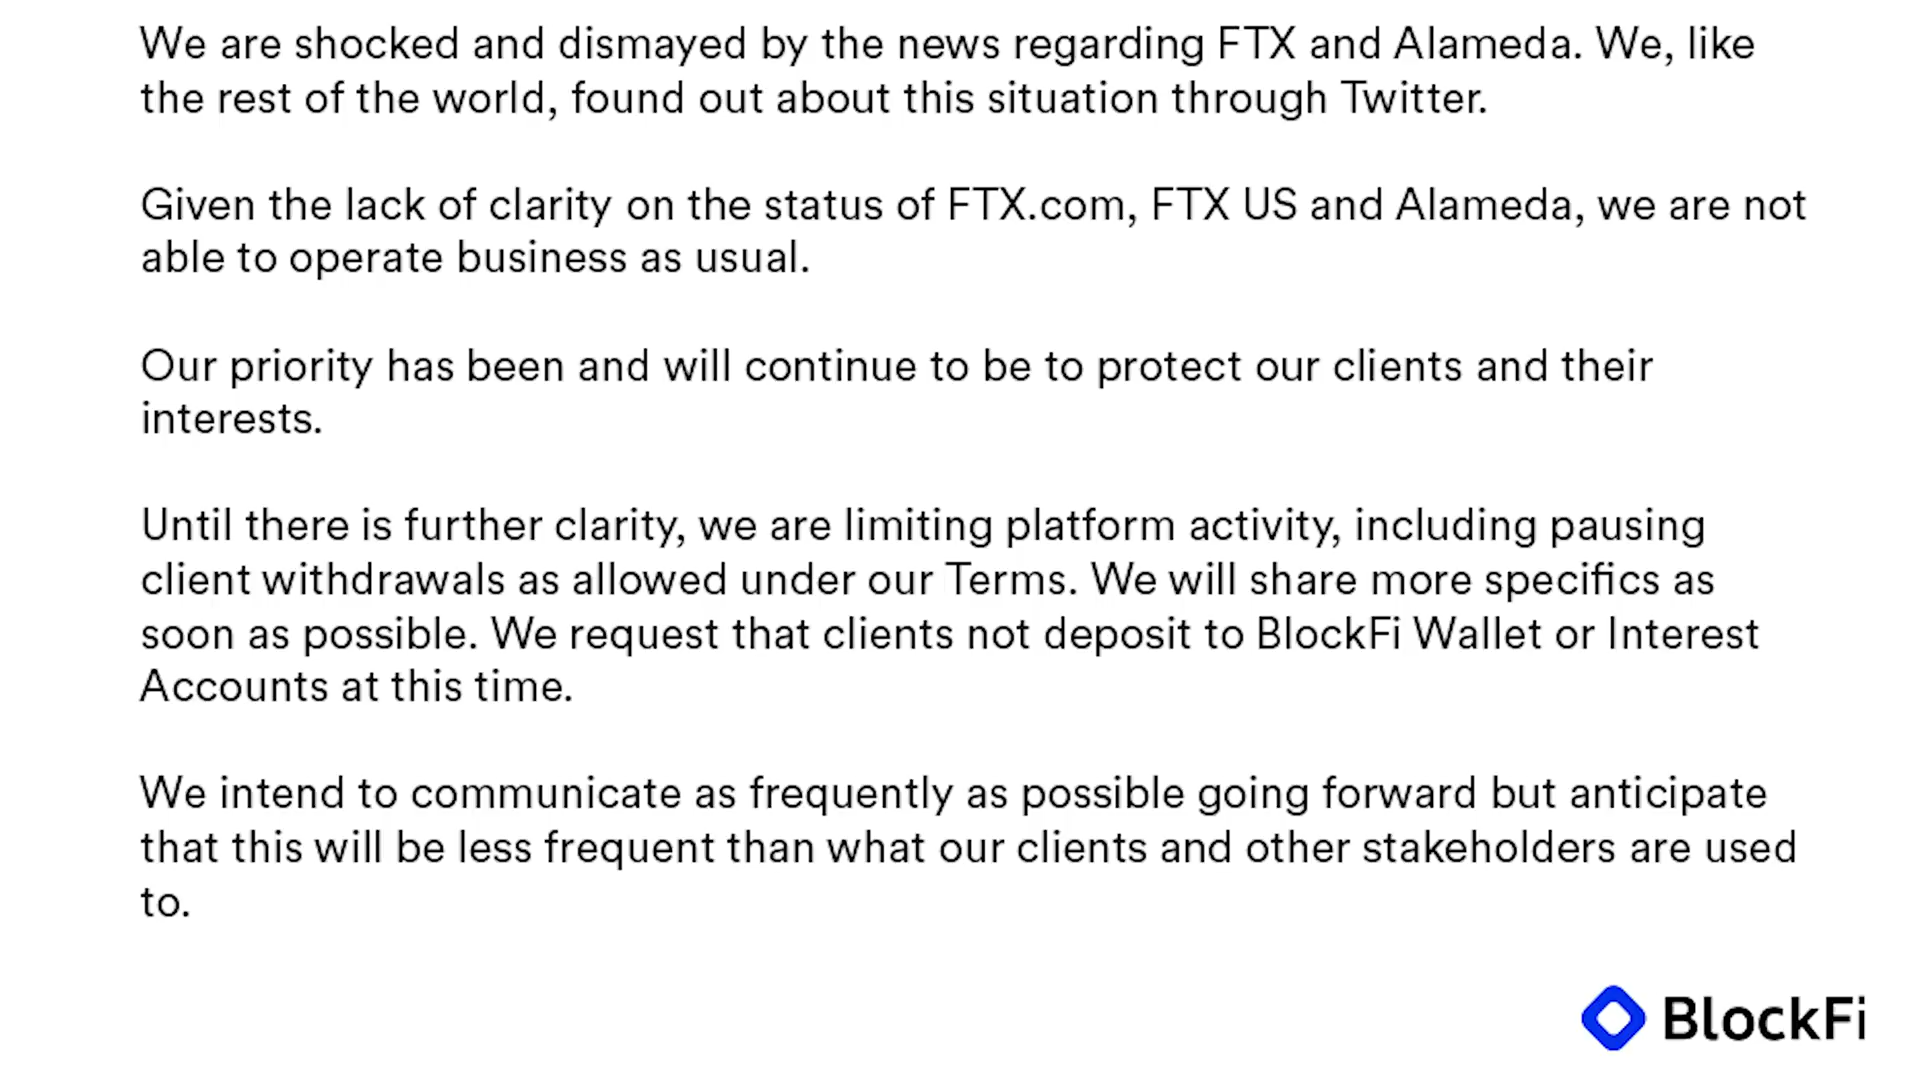 We are shocked and dismayed by the news regarding FTX and Alameda. We, like
the rest of the world, found out about this situation through Twitter.
Given the lack of clarity on the status of FTX.com, FTX US and Alameda, we are not
able to operate business as usual.
Our priority has been and will continue to be to protect our clients and their
interests.
Until there is further clarity, we are limiting platform activity, including pausing
client withdrawals as allowed under our Terms. We will share more specifics as
soon as possible. We request that clients not deposit to BlockFi Wallet or Interest
Accounts at this time.
We intend to communicate as frequently as possible going forward but anticipate
that this will be less frequent than what our clients and other stakeholders are used
to.
BlockFi